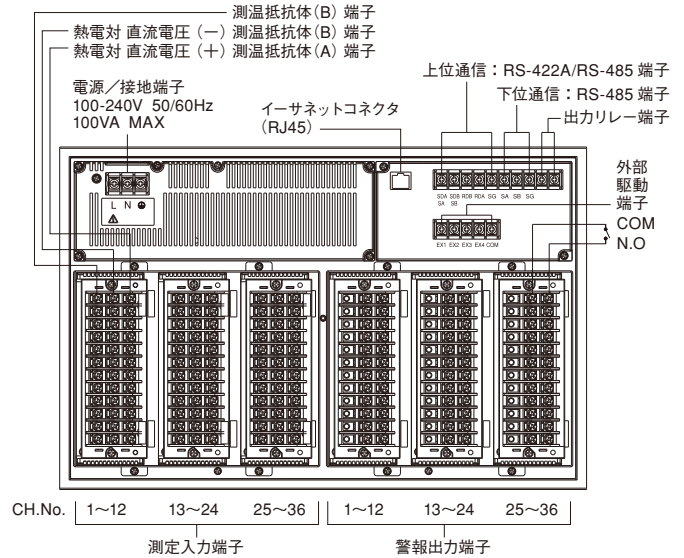 測温抵抗体（B）端子
熱電対 直流電圧（－）測温抵抗体（B）端子
熱電対 直流電圧（＋）測温抵抗体（A）端子
電源／接地端子
100-240V 50/60Hz
100VA MAX
イーサネットコネクタ
（RJ45）
上位通信：RS-422A/RS-485 端子
下位通信：RS-485 端子
出力リレー端子
外部
駆動
端子
COM
N.O
L N
SDA SDB RDB RDA SG SA SB SG
SA SB
EX1 EX2 EX3 EX4 COM
CH.No. 1～12 13～24 25～36 1～12 13～24 25～36
測定入力端子 警報出力端子